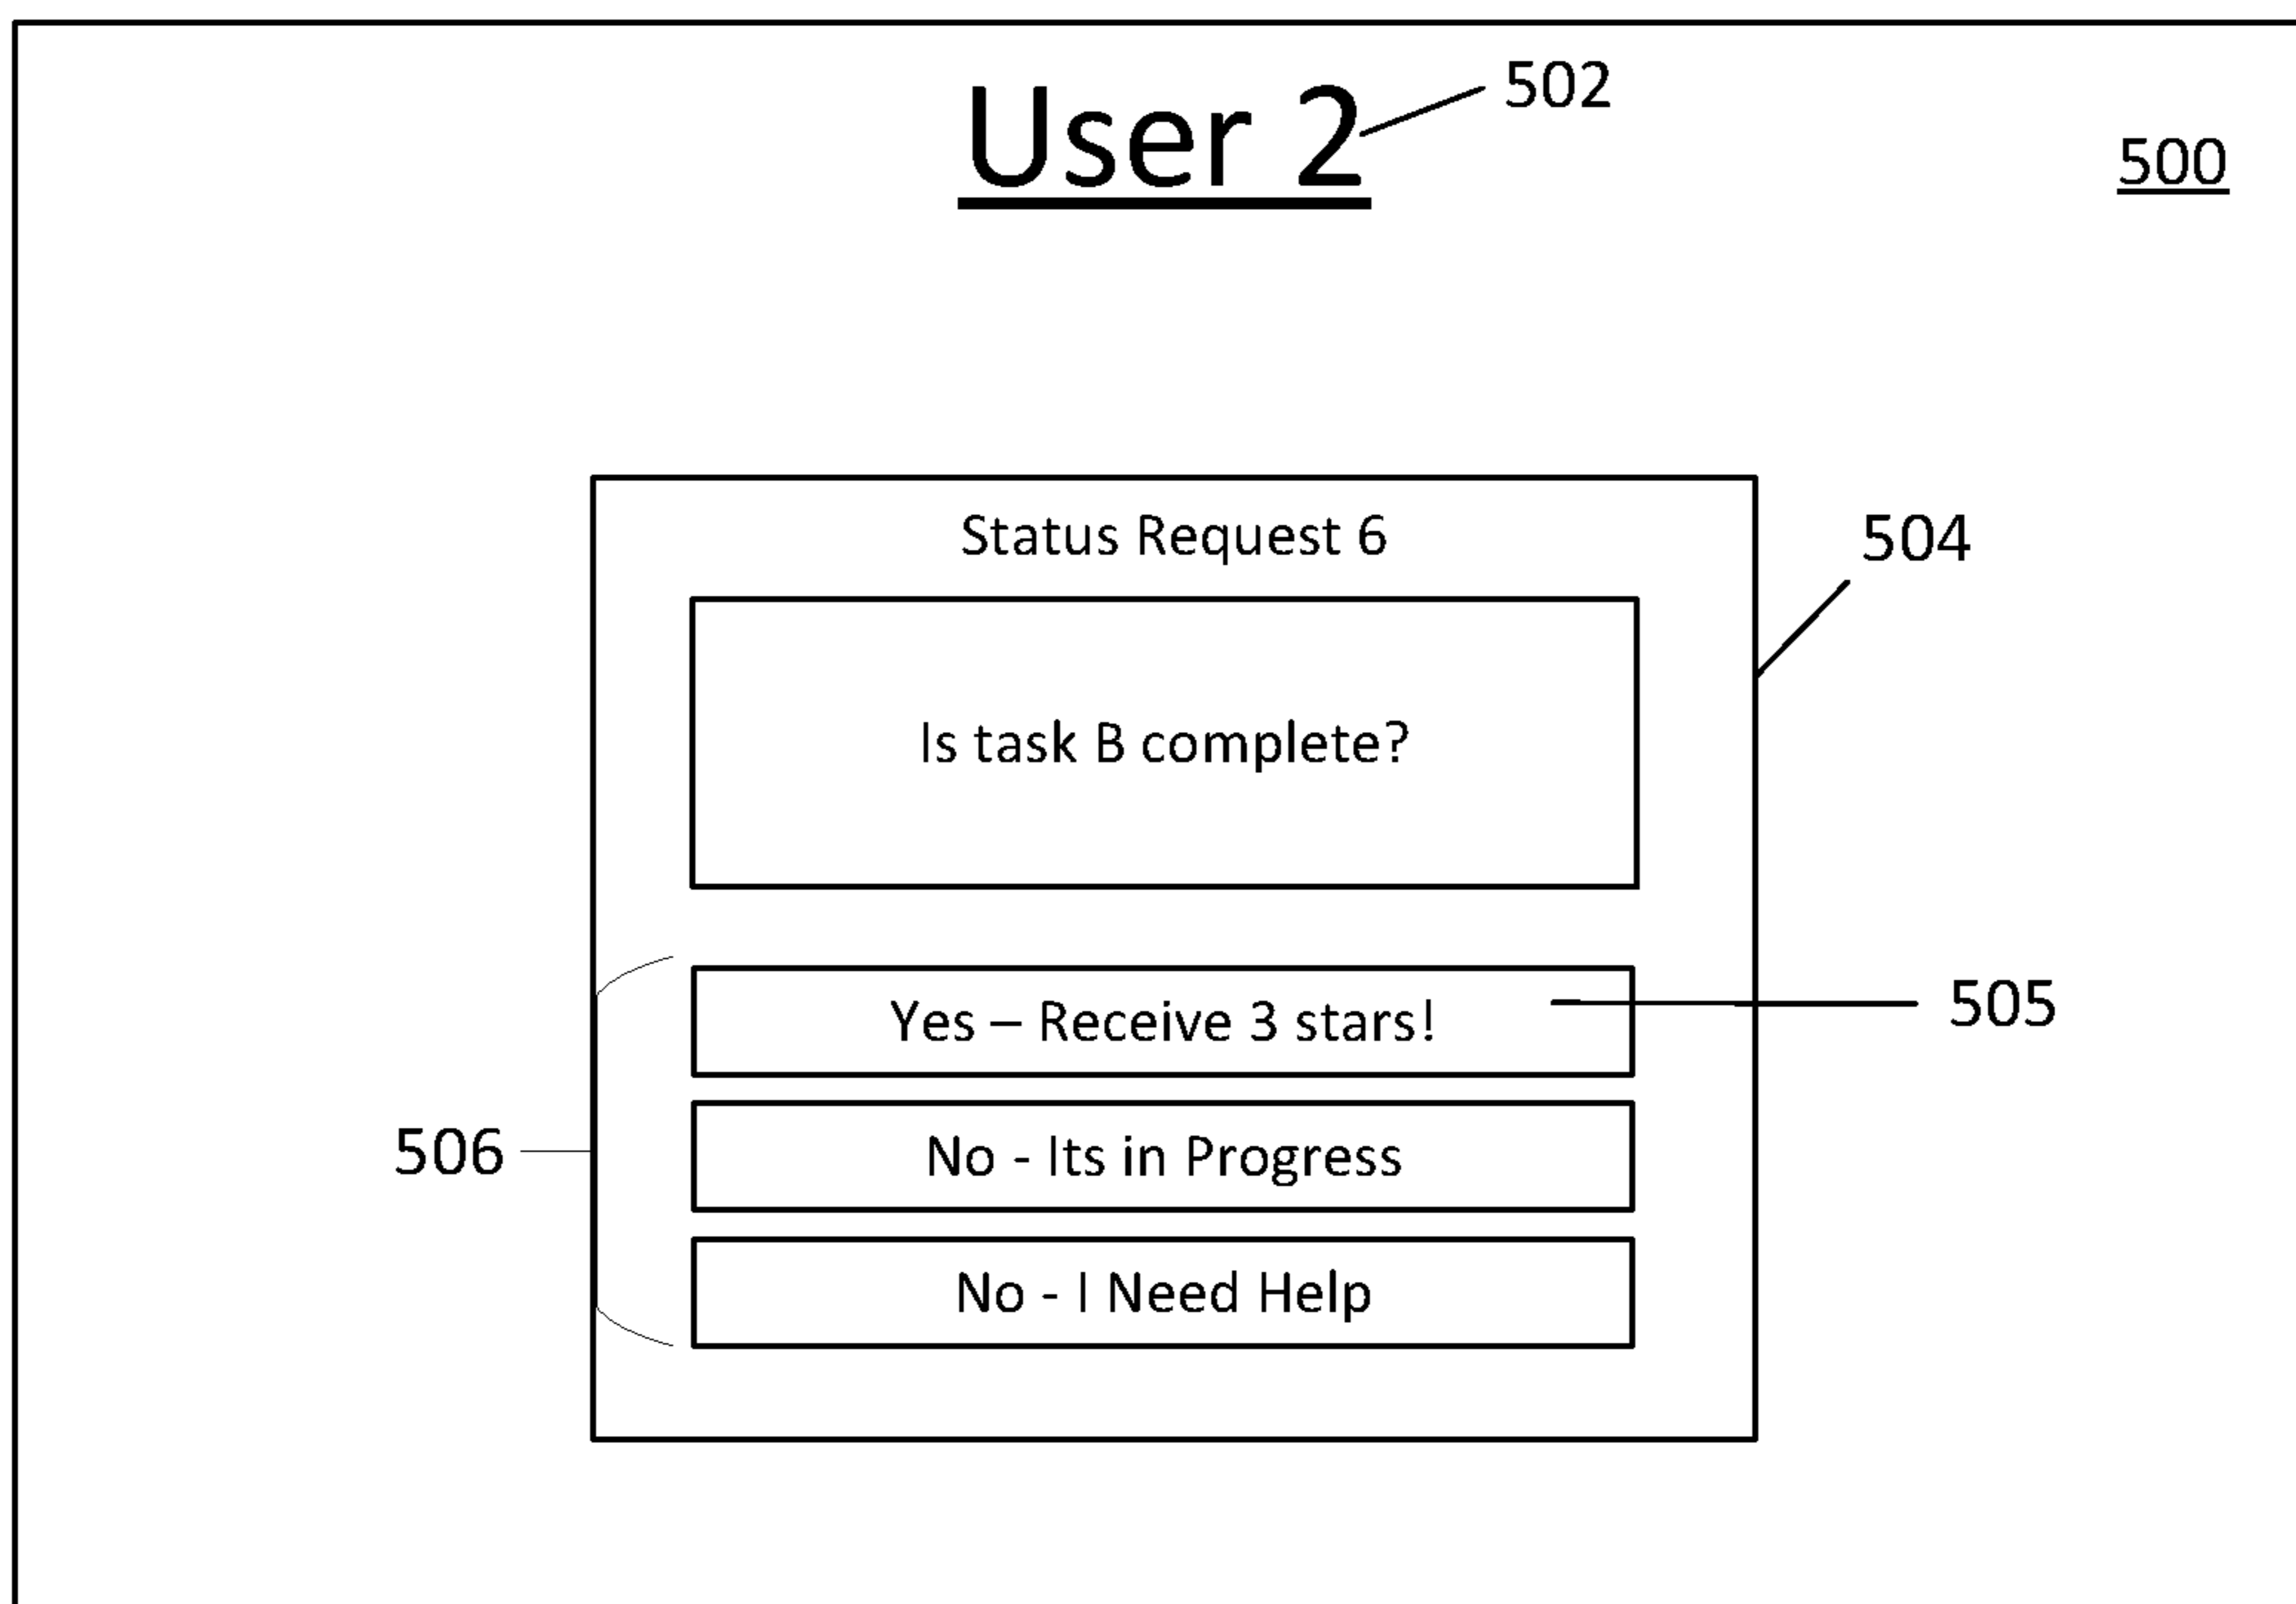 User 2
502
500
Status Request 6
504
Is task B complete?
Yes – Receive 3 stars!
505
No - Its in Progress
506
No - I Need Help